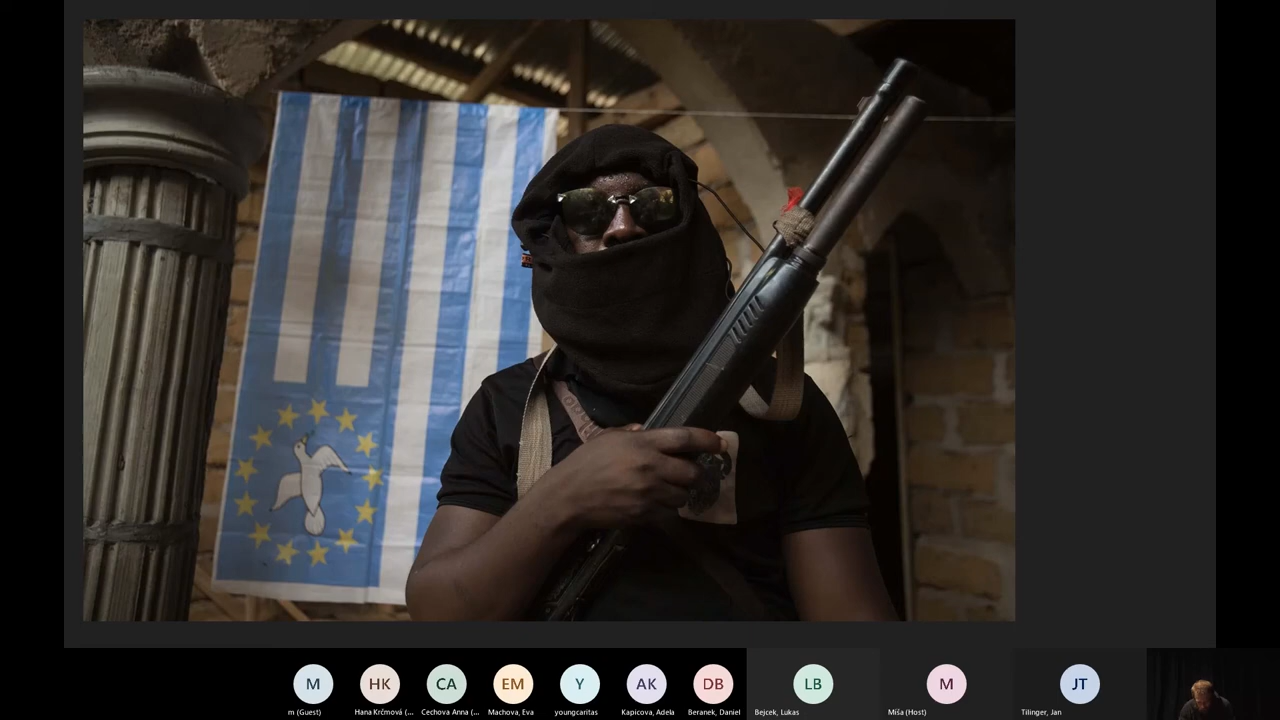 M
HK
CA
EM
Y
AK
DB
LB
M
JT
m (Guest)
Hana Krčmová (...
Cechova Anna (...
Machova, Eva
youngcaritas
Kapicova, Adela
Beranek, Daniel
Bejcek, Lukas
Míša (Host)
Tilinger, Jan